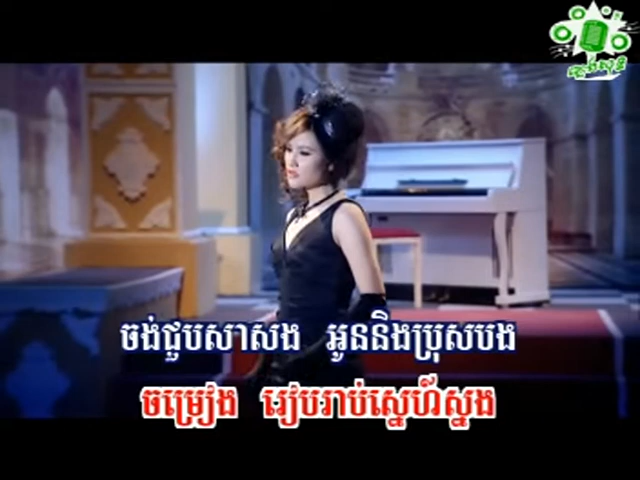 ចង់ជួបសាសង អូននិងប្រុសបង
ចម្រៀង រៀបរាប់ស្នេហ៍ស្នង